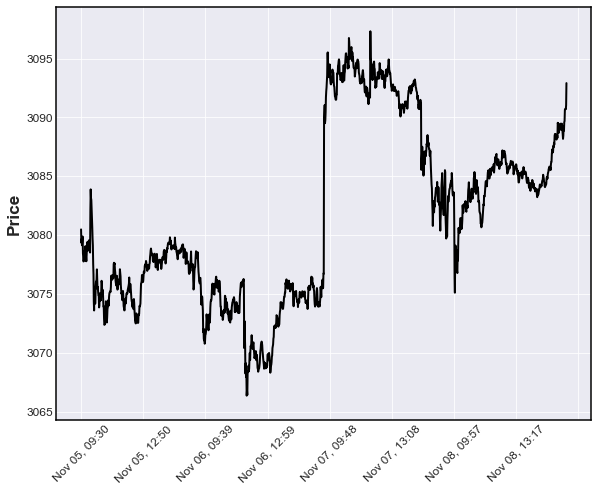 3095
3090
3085
3080
3075
3070
3065
Price
Nov 05, 09:30
Nov 05, 12:50
Nov 06, 09:39
Nov 06, 12:59
Nov 07, 09:48
Nov 07, 13:08
Nov 08, 09:57
Nov 08, 13:17